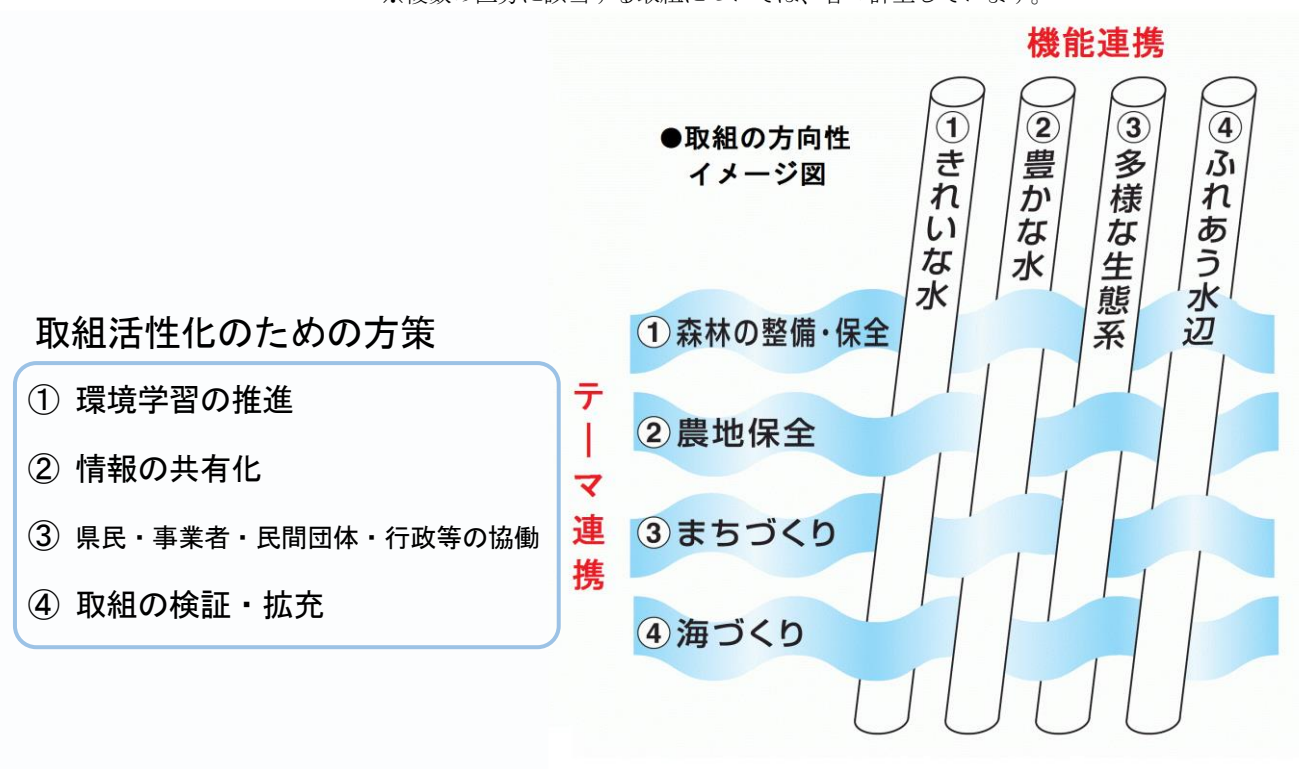 機能連携
●取組の方向性
イメージ図
①きれいな水
②豊かな水
③多様な生態系
④ふれあう水辺
取組活性化のための方策
① 環境学習の推進
② 情報の共有化
③ 県民・事業者・民間団体・行政等の協働
④ 取組の検証・拡充
テーマ連携
①森林の整備・保全
②農地保全
③まちづくり
④海づくり